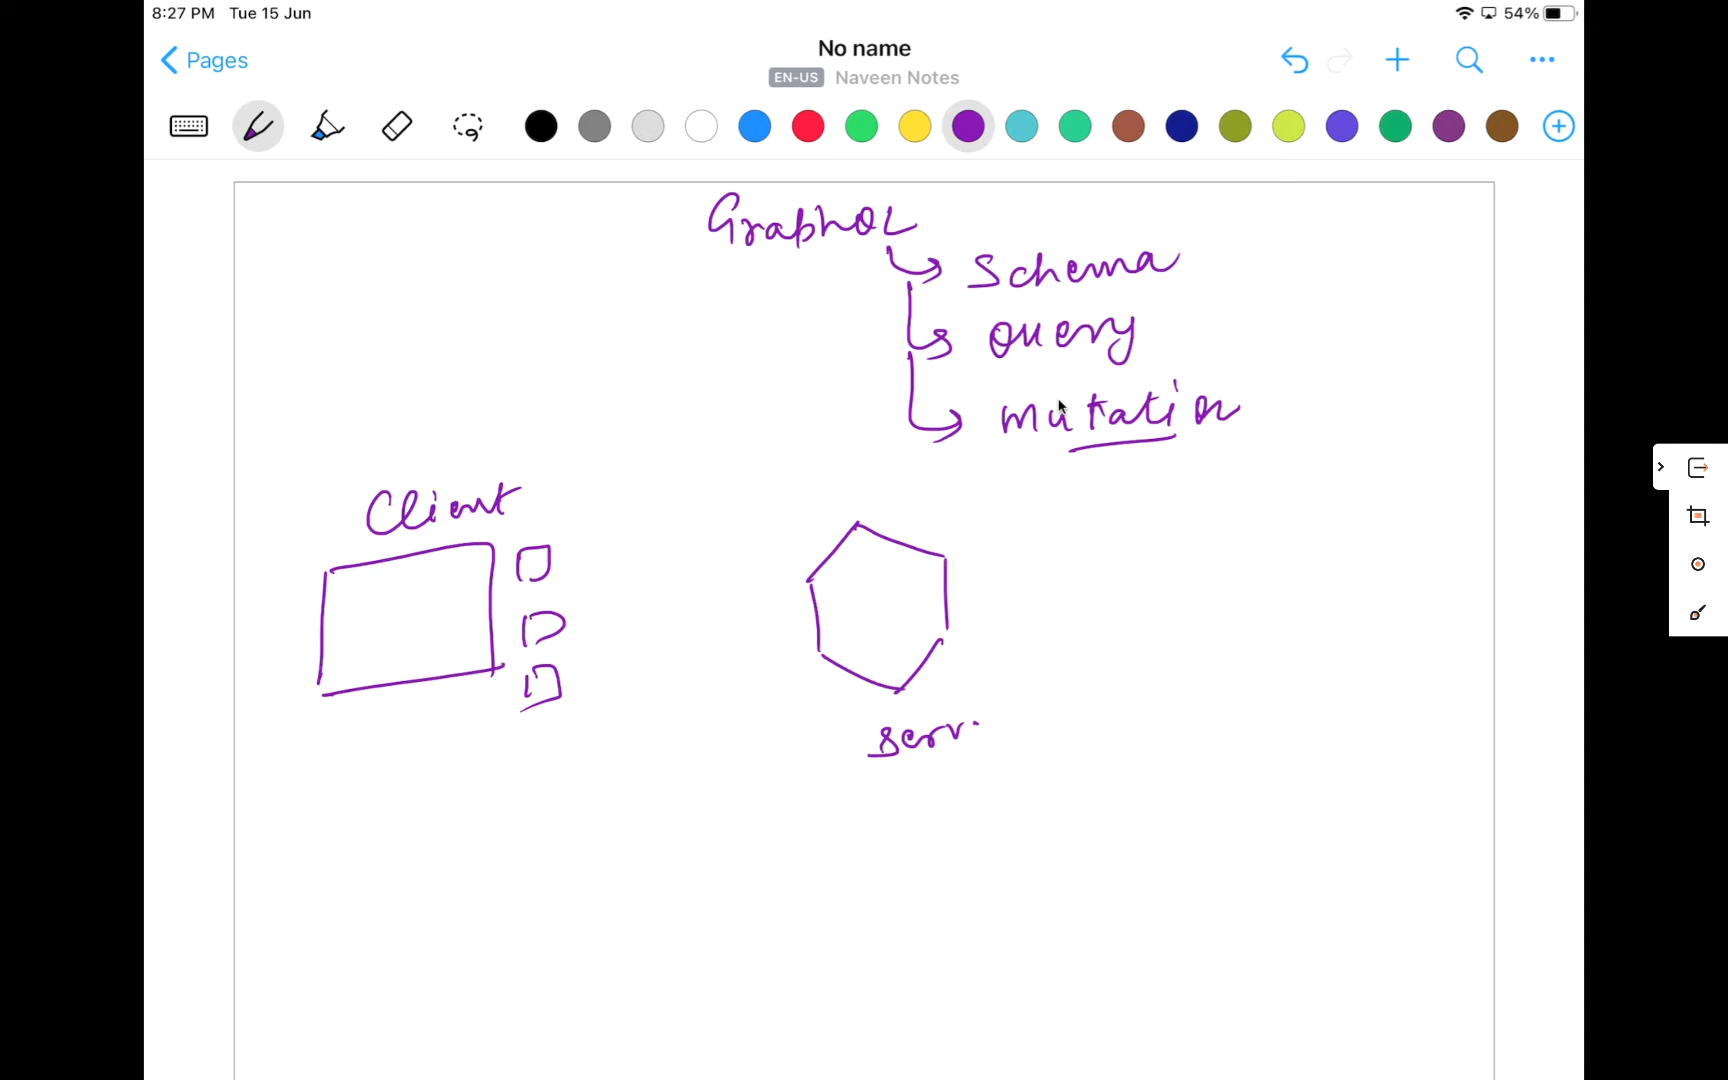 8:27 PM Tue 15 Jun
54%
Pages
No name
EN-US Naveen Notes
GraphQL
Schema
Query
Mutation
Client
Serv.